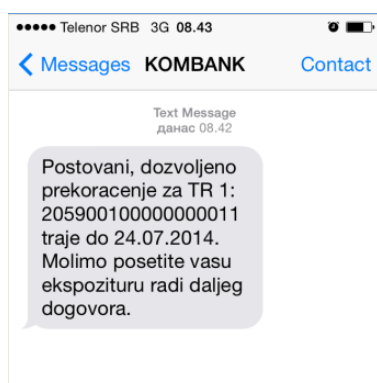 Telenor SRB 3G 08.43
Messages KOMBANK Contact
Text Message
данас 08.42
Postovani, dozvoljeno
prekoracenje za TR 1:
205900100000000011
traje do 24.07.2014.
Molimo posetite vasu
ekspozituru radi daljeg
dogovora.